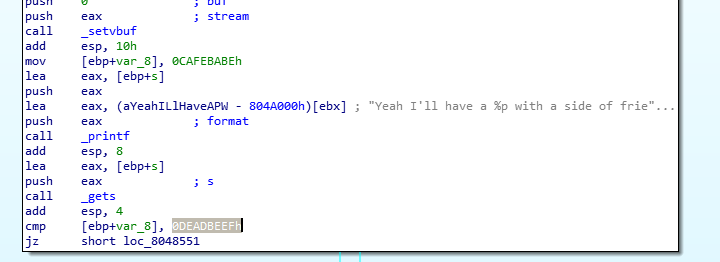 push 0 ; buf
push eax ; stream
call _setvbuf
add esp, 10h
mov [ebp+var_8], 0CAFEBABEh
lea eax, [ebp+s]
push eax
lea eax, (aYeahILlHaveAPW - 804A000h)[ebx] ; "Yeah I'll have a %p with a side of frie"...
push eax ; format
call _printf
add esp, 8
lea eax, [ebp+s]
push eax ; s
call _gets
add esp, 4
cmp [ebp+var_8], 0DEADBEEFh
jz short loc_8048551